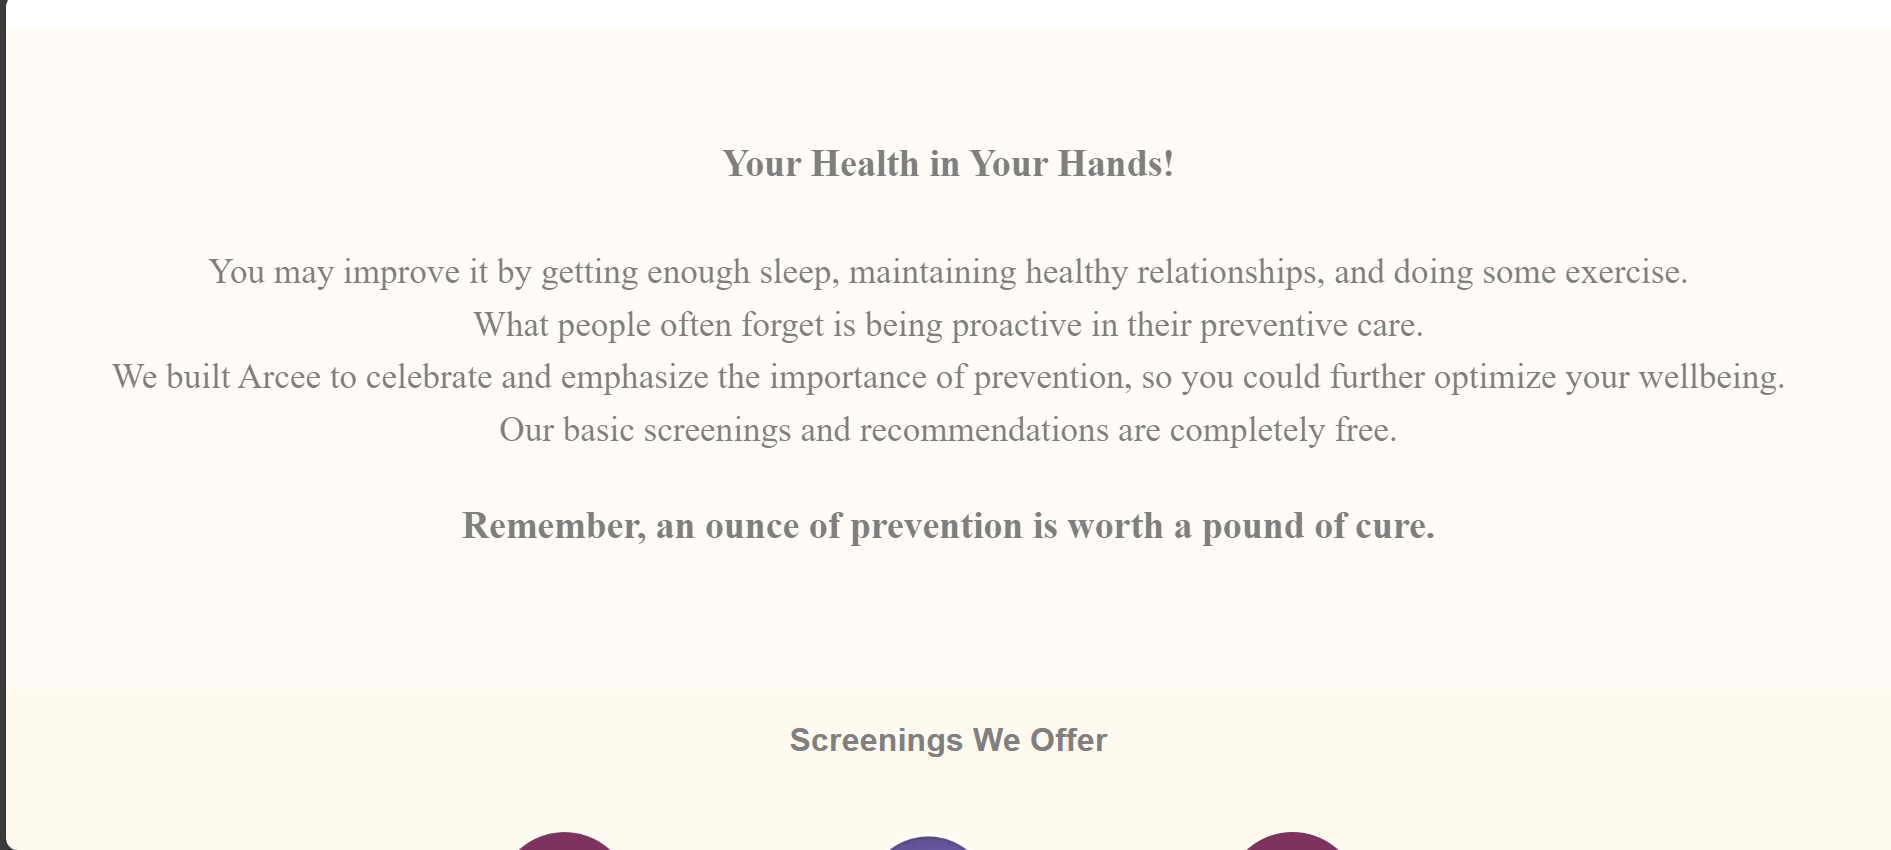 Your Health in Your Hands!
You may improve it by getting enough sleep, maintaining healthy relationships, and doing some exercise.
What people often forget is being proactive in their preventive care.
We built Arcee to celebrate and emphasize the importance of prevention, so you could further optimize your wellbeing.
Our basic screenings and recommendations are completely free.
Remember, an ounce of prevention is worth a pound of cure.
Screenings We Offer